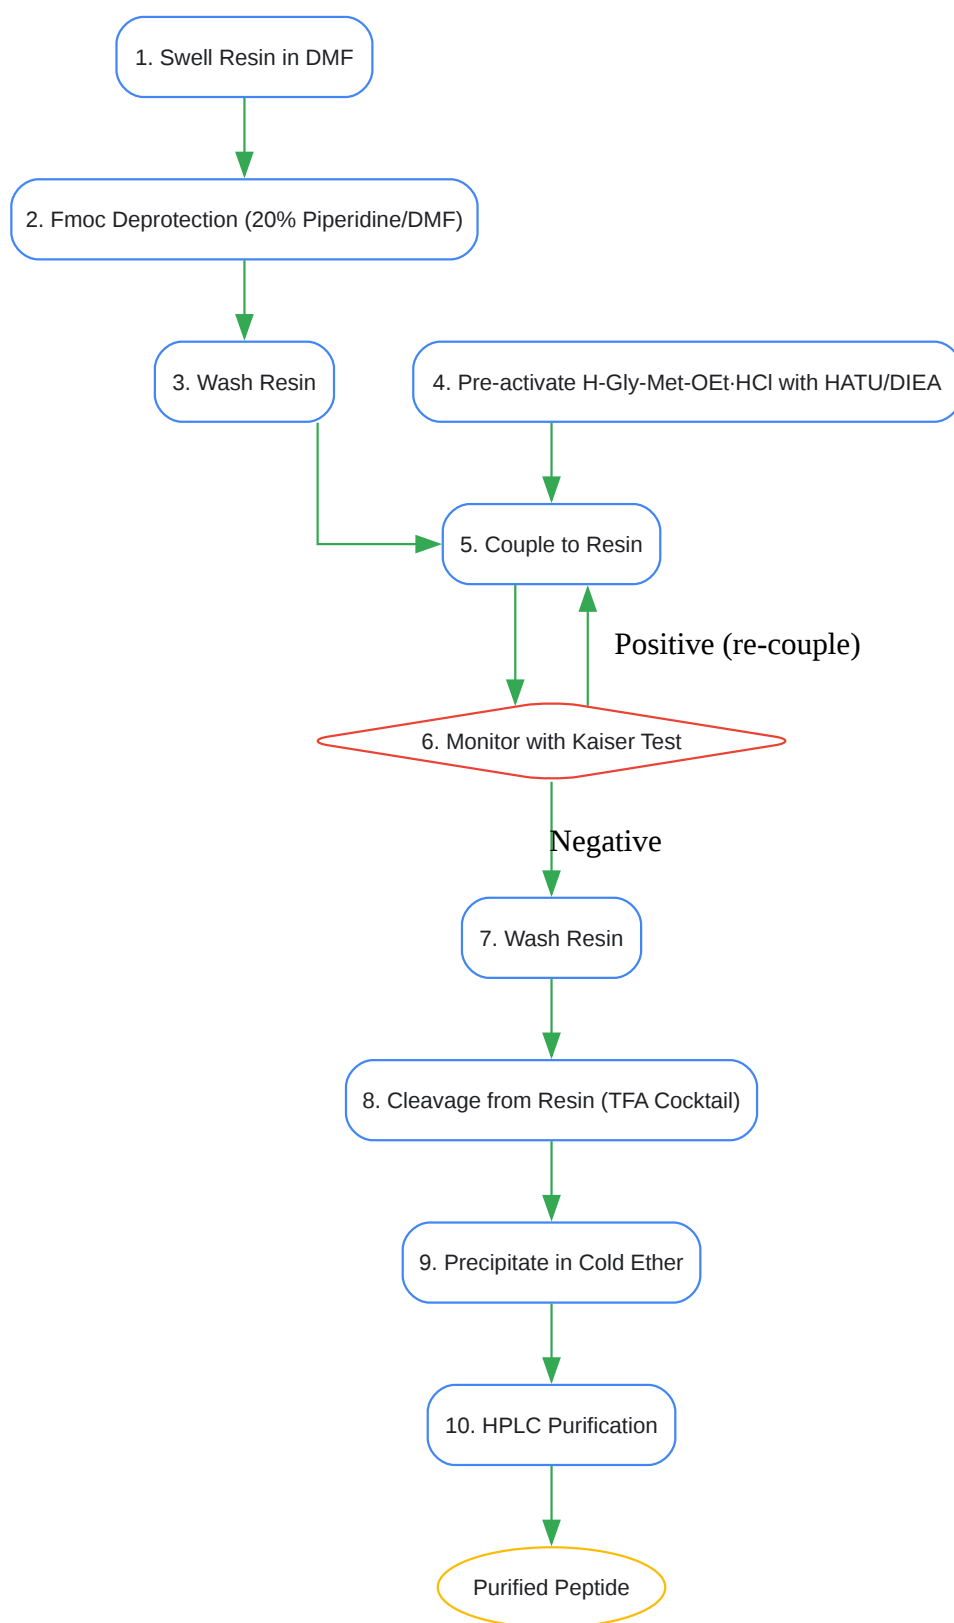 1. Swell Resin in DMF
2. Fmoc Deprotection (20% Piperidine/DMF)
3. Wash Resin
4. Pre-activate H-Gly-Met-OEt·HCl with HATU/DIEA
5. Couple to Resin
Positive (re-couple)
6. Monitor with Kaiser Test
Negative
7. Wash Resin
8. Cleavage from Resin (TFA Cocktail)
9. Precipitate in Cold Ether
10. HPLC Purification
Purified Peptide